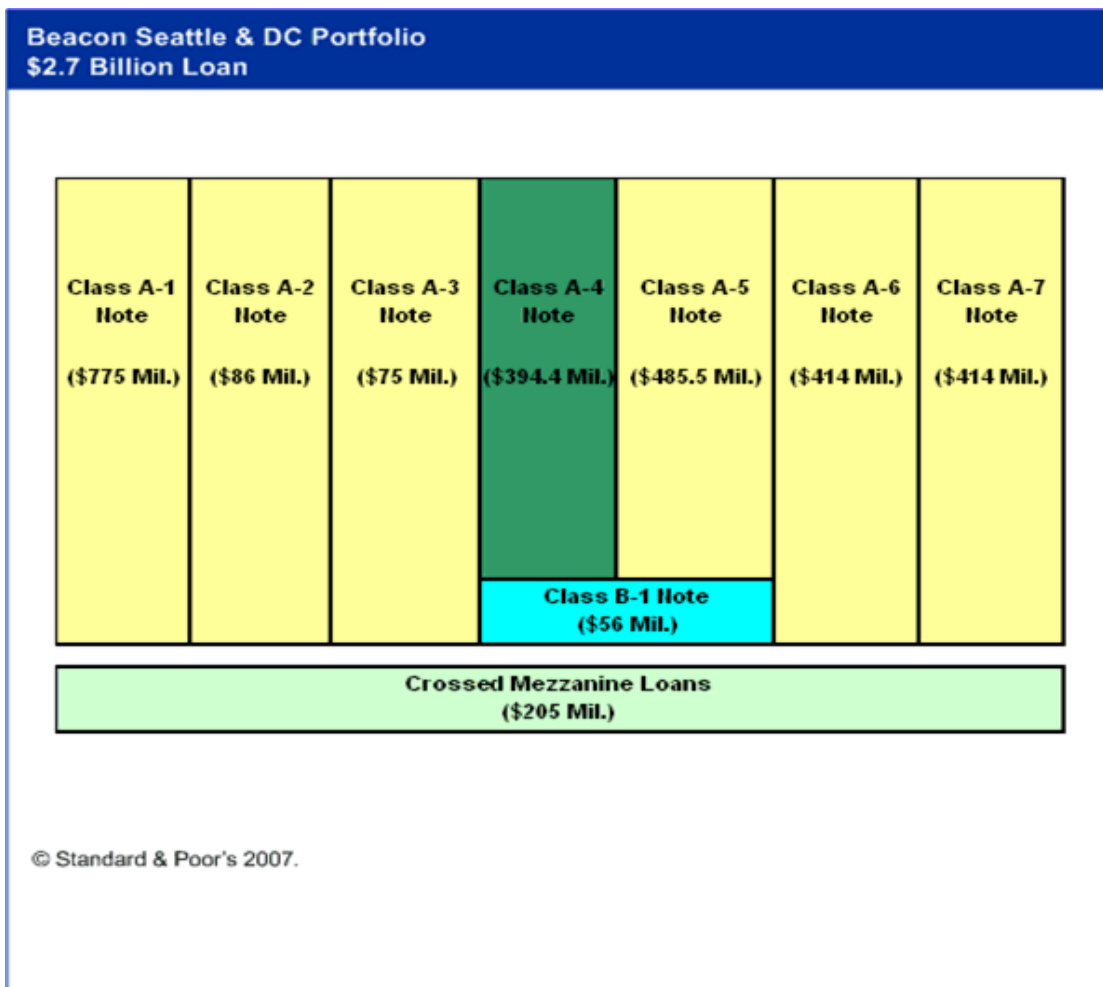 Beacon Seattle & DC Portfolio
$2.7 Billion Loan
Class A-1
Note
($775 Mil.)
Class A-2
Note
($86 Mil.)
Class A-3
Note
($75 Mil.)
Class A-4
Note
($394.4 Mil.)
Class A-5
Note
($485.5 Mil.)
Class A-6
Note
($414 Mil.)
Class A-7
Note
($414 Mil.)
Class B-1 Note
($56 Mil.)
Crossed Mezzanine Loans
($205 Mil.)
© Standard & Poor's 2007.